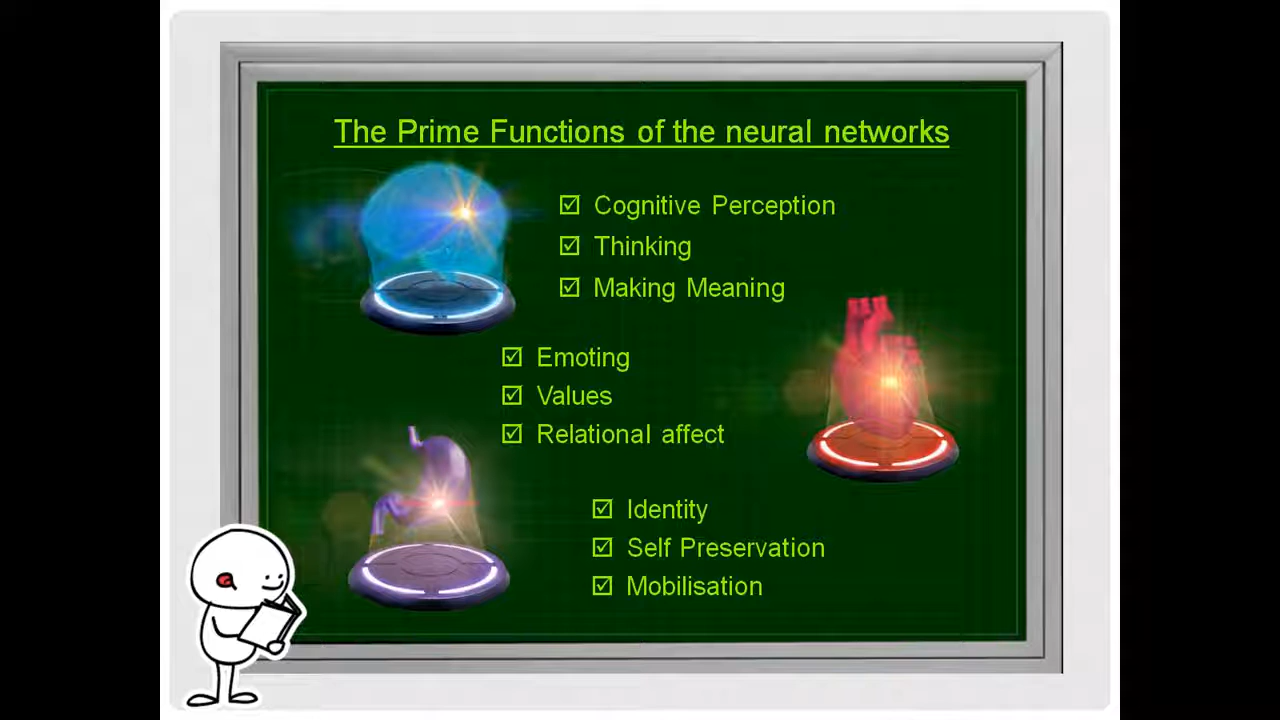 The Prime Functions of the neural networks
Cognitive Perception
Thinking
Making Meaning
Emoting
Values
Relational affect
Identity
Self Preservation
Mobilisation